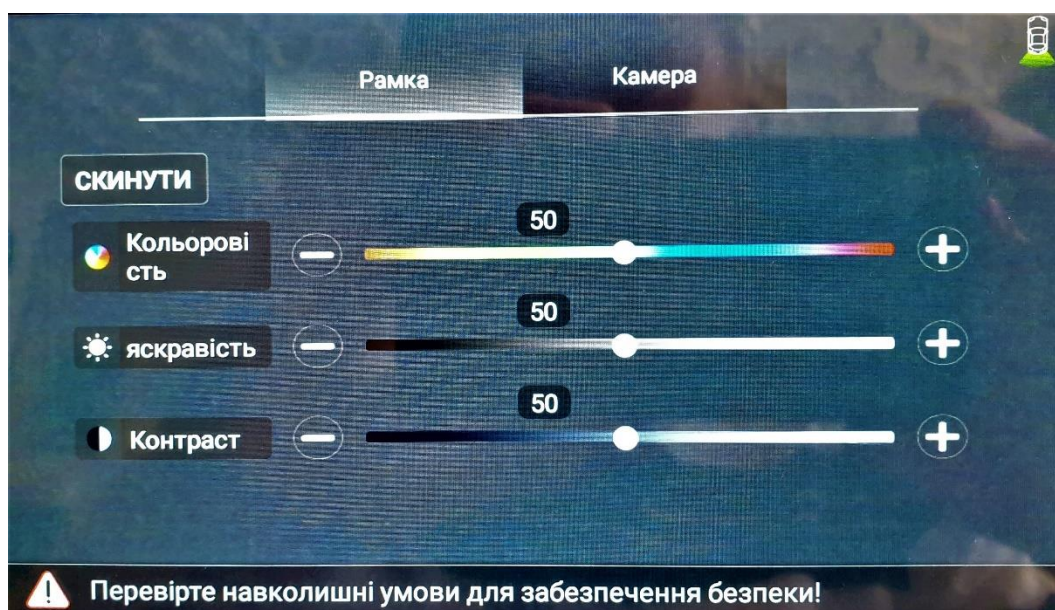 Рамка Камера
СКИНУТИ
50
Кольорові
сть
50
яскравість
50
Контраст
Перевірте навколишні умови для забезпечення безпеки!